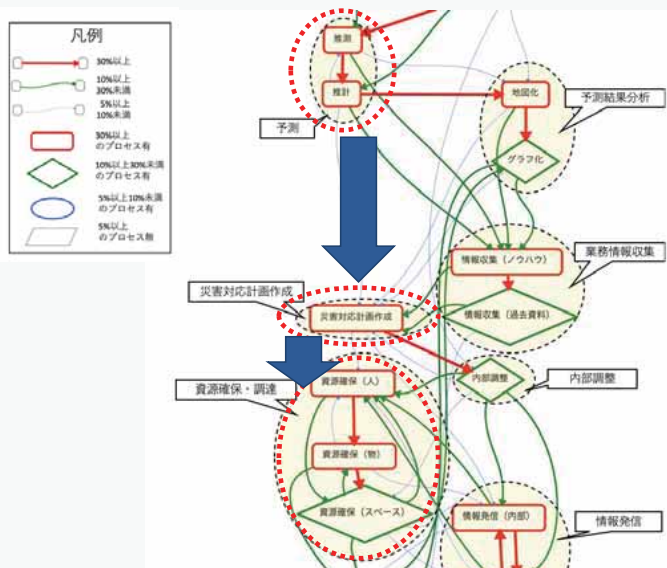 凡例
30%以上
10%以上
30%未満
5%以上
10%未満
30%以上
のプロセス有
10%以上30%未満
のプロセス有
5%以上10%未満
のプロセス有
5%以上
のプロセス無
推測
推計
予測
地図化
グラフ化
予測結果分析
情報収集(ノウハウ)
情報収集(過去資料)
業務情報収集
災害対応計画作成
災害対応計画作成
資源確保(人)
資源確保・調達
資源確保(物)
資源確保(スペース)
内部調整
内部調整
情報発信(内部)
情報発信